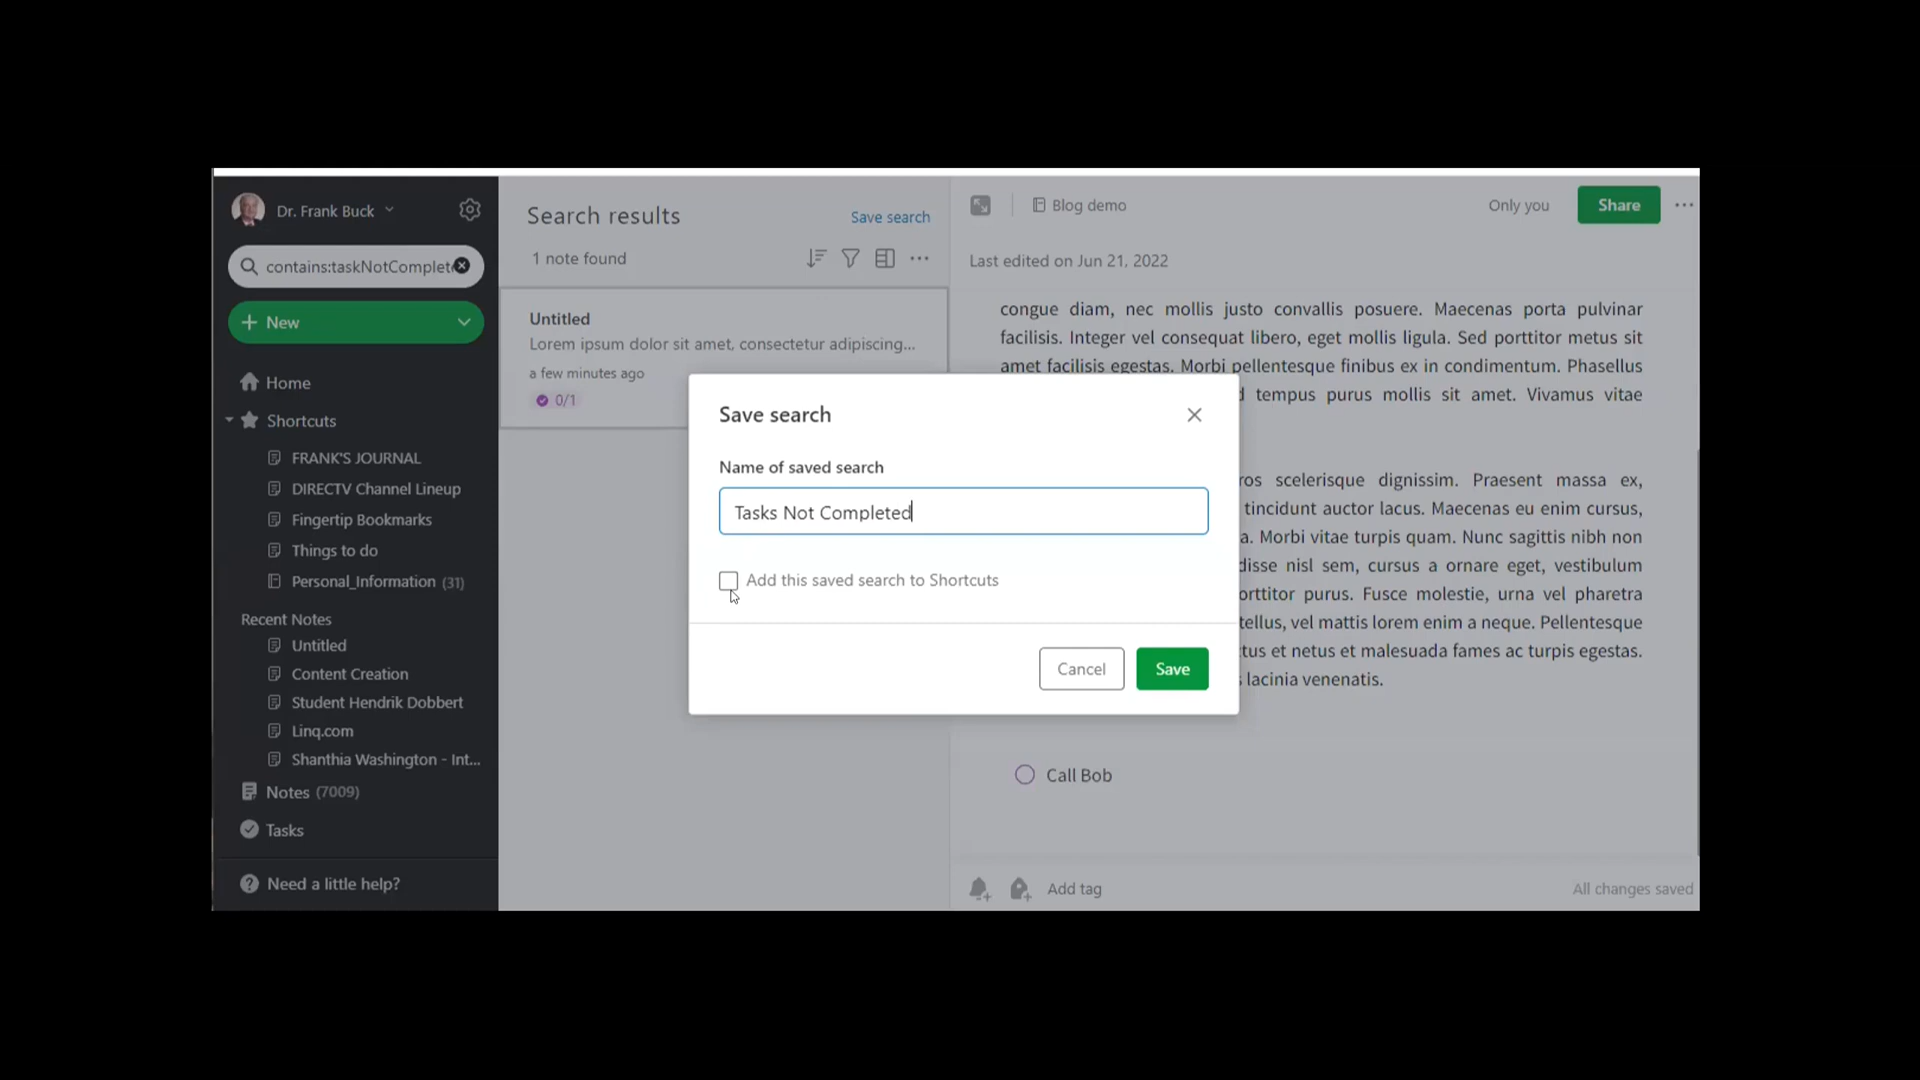 Dr. Frank Buck
contains:taskNotComplet
New
Home
Shortcuts
FRANK'S JOURNAL
DIRECTV Channel Lineup
Fingertip Bookmarks
Things to do
Personal_Information (31)
Recent Notes
Untitled
Content Creation
Student Hendrik Dobbert
Linq.com
Shanthia Washington - Int...
Notes (7009)
Tasks
Need a little help?
Search results
Save search
1 note found
Untitled
Lorem ipsum dolor sit amet, consectetur adipiscing...
a few minutes ago
0/1
Save search
Name of saved search
Tasks Not Completed
Add this saved search to Shortcuts
Cancel
Save
Blog demo
Only you
Share
Last edited on Jun 21, 2022
congue diam, nec mollis justo convallis posuere. Maecenas porta pulvinar
facilisis. Integer vel consequat libero, eget mollis ligula. Sed porttitor metus sit
amet facilisis egestas. Morbi pellentesque finibus ex in condimentum. Phasellus
tempus purus mollis sit amet. Vivamus vitae
ros scelerisque dignissim. Praesent massa ex,
tincidunt auctor lacus. Maecenas eu enim cursus,
a. Morbi vitae turpis quam. Nunc sagittis nibh non
disse nisl sem, cursus a ornare eget, vestibulum
orttitor purus. Fusce molestie, urna vel pharetra
tellus, vel mattis lorem enim a neque. Pellentesque
tus et netus et malesuada fames ac turpis egestas.
lacinia venenatis.
Call Bob
Add tag
All changes saved